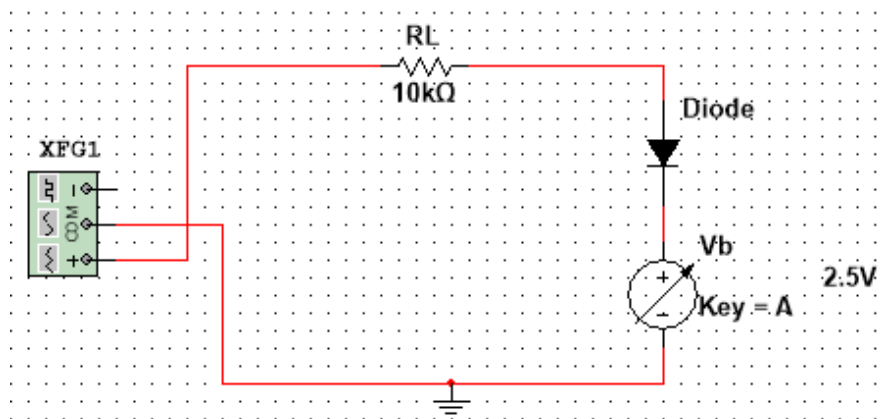 RL
10kΩ
Diode
XFG1
COM
Vb
2.5V
Key = A